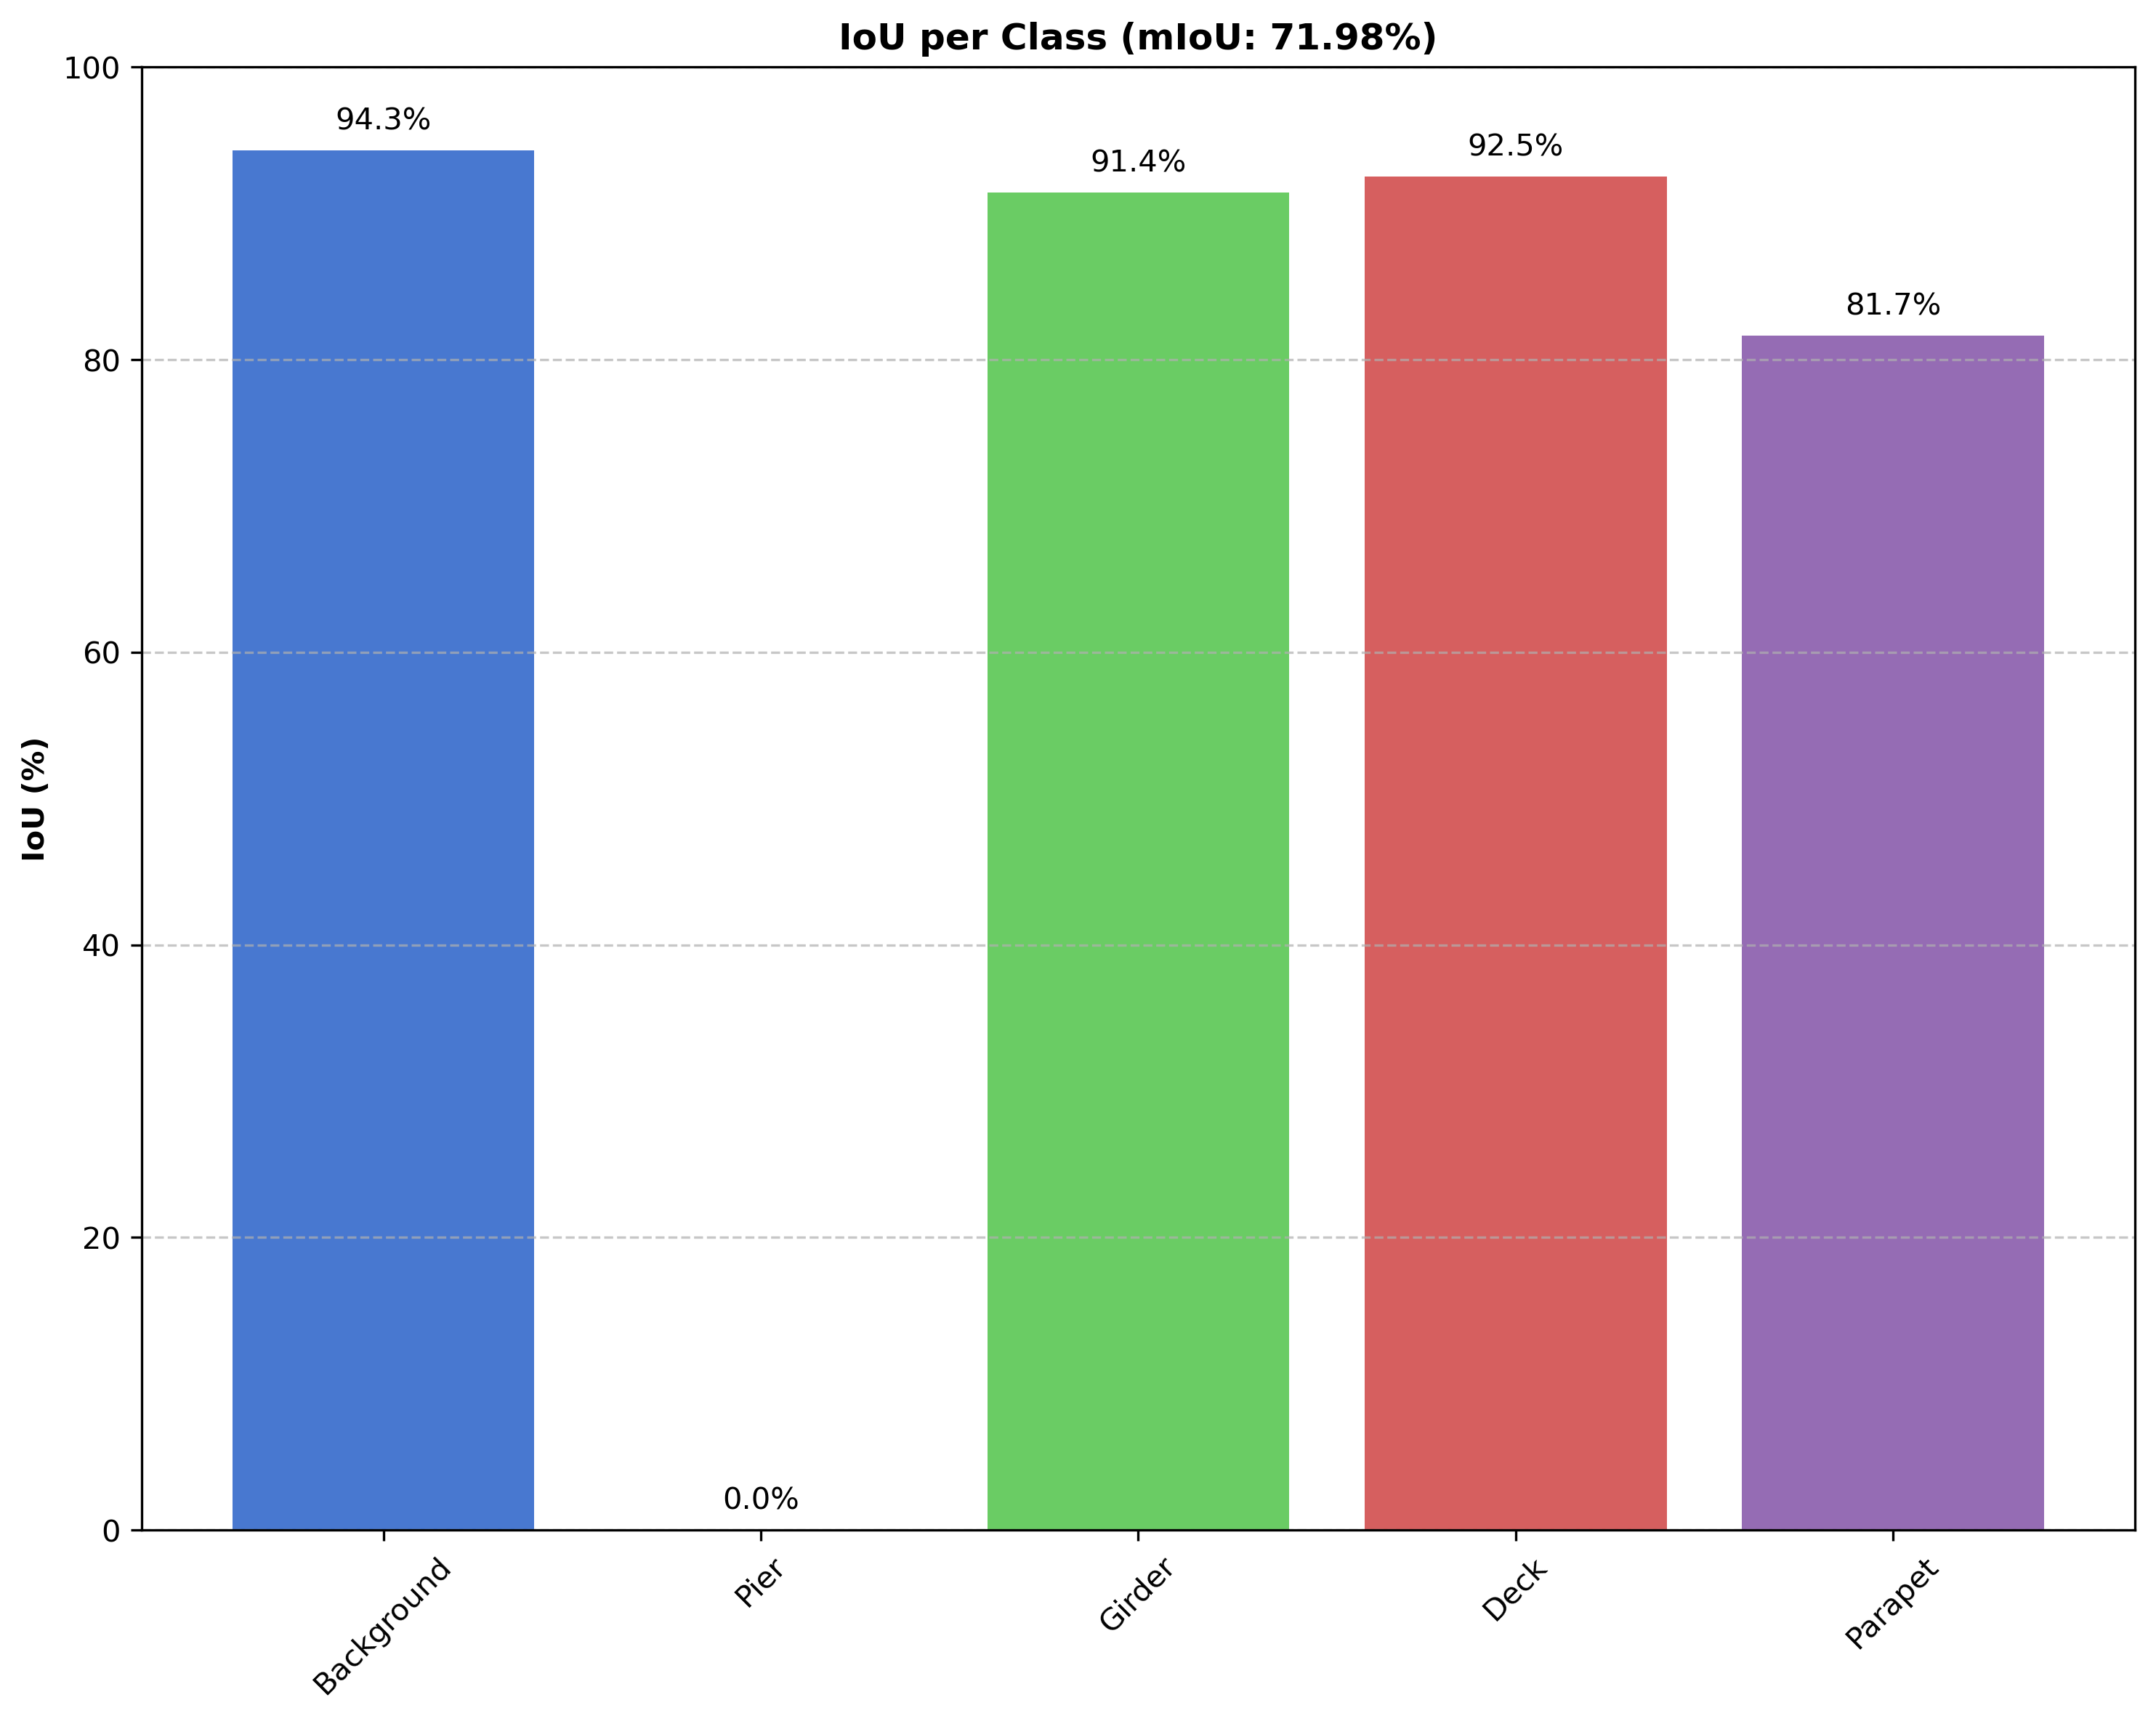 IoU per Class (mIoU: 71.98%)
100
94.3%
92.5%
91.4%
81.7%
80
60
IoU (%)
40
20
0.0%
0
Background
Pier
Girder
Deck
Parapet